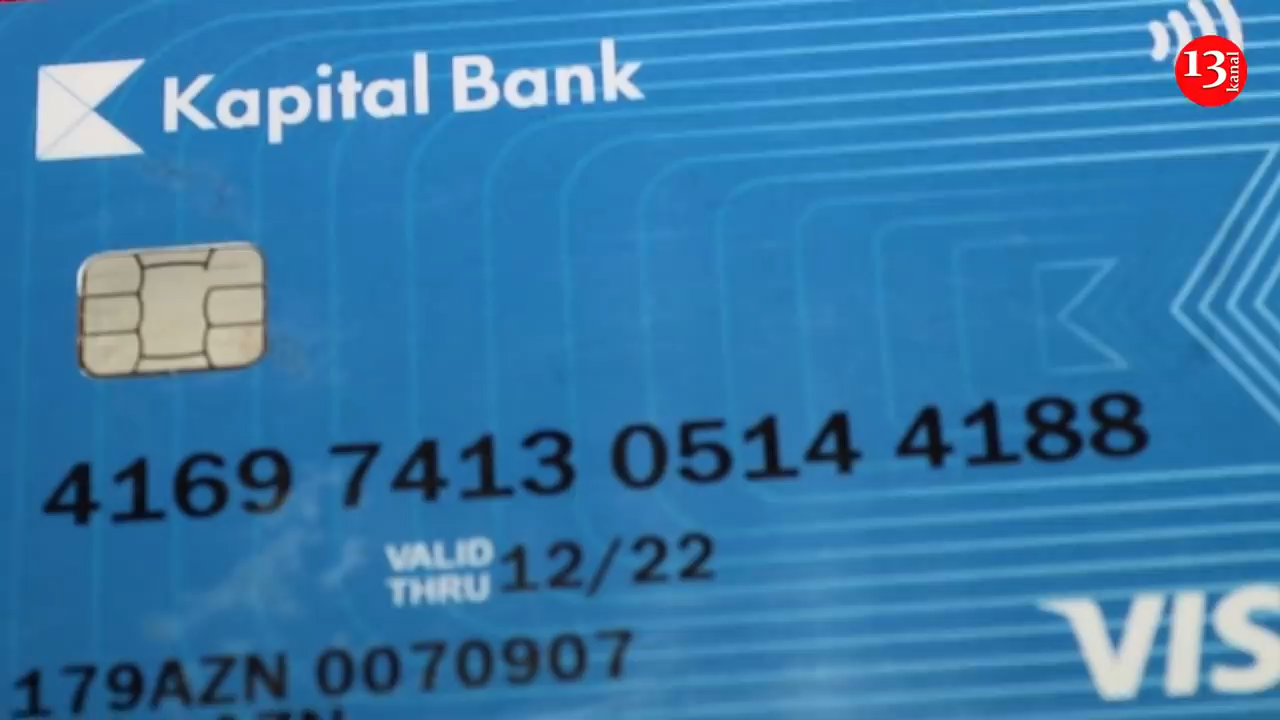 Kapital Bank
13 kanal
4169 7413 0514 4188
VALID THRU 12/22
179AZN 0070907
VIS